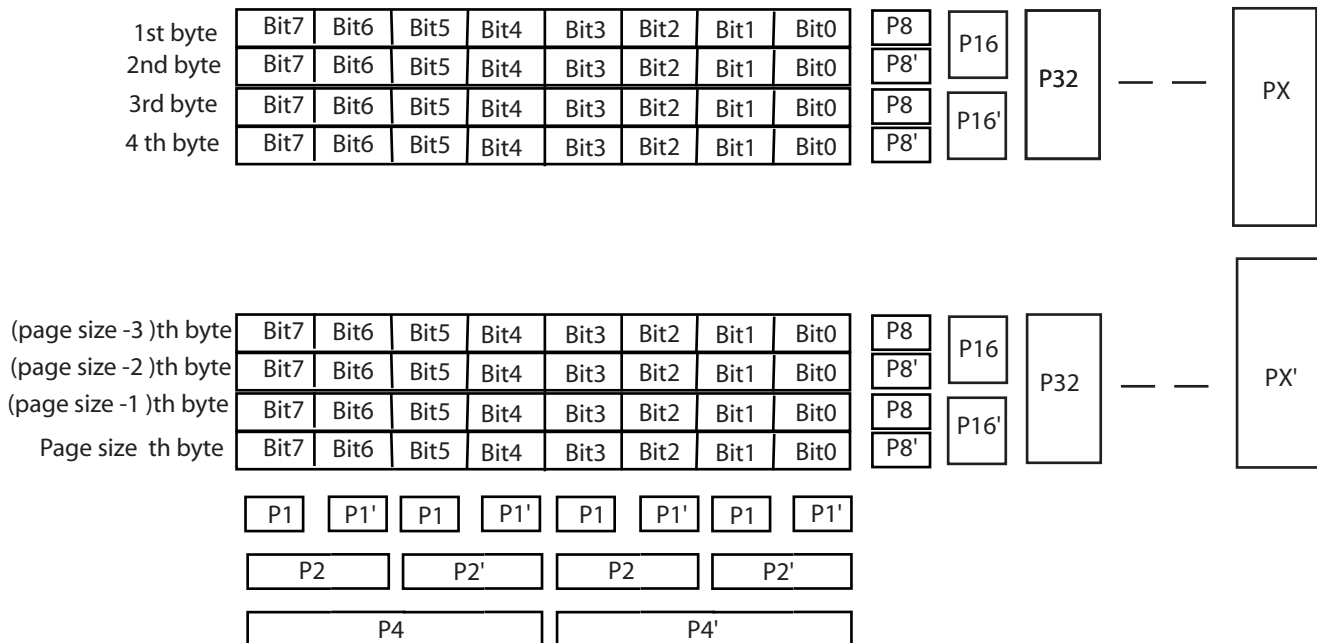 1st byte Bit7 Bit6 Bit5 Bit4 Bit3 Bit2 Bit1 Bit0 P8 P16 P32 PX
2nd byte Bit7 Bit6 Bit5 Bit4 Bit3 Bit2 Bit1 Bit0 P8'
3rd byte Bit7 Bit6 Bit5 Bit4 Bit3 Bit2 Bit1 Bit0 P8 P16'
4 th byte Bit7 Bit6 Bit5 Bit4 Bit3 Bit2 Bit1 Bit0 P8'
(page size -3 )th byte Bit7 Bit6 Bit5 Bit4 Bit3 Bit2 Bit1 Bit0 P8 P16 P32 PX'
(page size -2 )th byte Bit7 Bit6 Bit5 Bit4 Bit3 Bit2 Bit1 Bit0 P8'
(page size -1 )th byte Bit7 Bit6 Bit5 Bit4 Bit3 Bit2 Bit1 Bit0 P8 P16'
Page size th byte Bit7 Bit6 Bit5 Bit4 Bit3 Bit2 Bit1 Bit0 P8'
P1 P1' P1 P1' P1 P1' P1 P1'
P2 P2' P2 P2'
P4 P4'